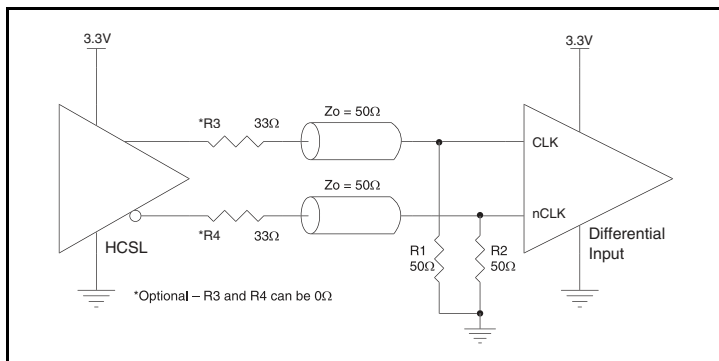 3.3V
3.3V
*R3 33Ω
Zo = 50Ω
CLK
Zo = 50Ω
nCLK
*R4 33Ω
HCSL
R1
50Ω
R2
50Ω
Differential
Input
*Optional – R3 and R4 can be 0Ω